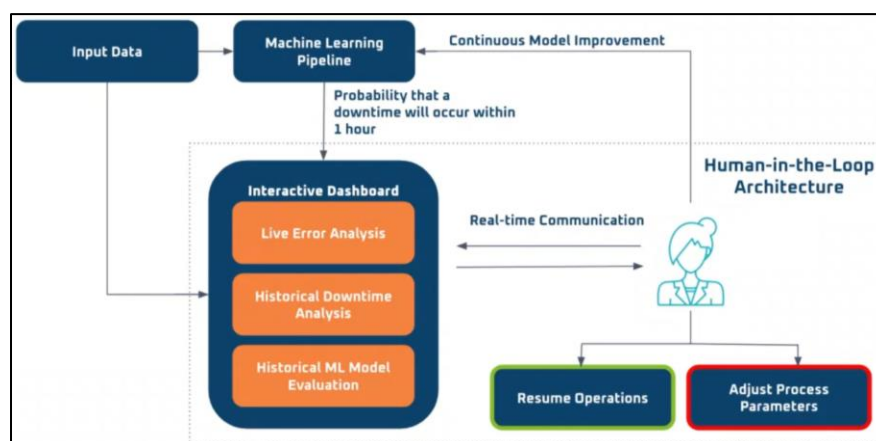 Input Data
Machine Learning
Pipeline
Continuous Model Improvement
Probability that a
downtime will occur within
1 hour
Human-in-the-Loop
Architecture
Interactive Dashboard
Live Error Analysis
Historical Downtime
Analysis
Historical ML Model
Evaluation
Real-time Communication
Resume Operations
Adjust Process
Parameters